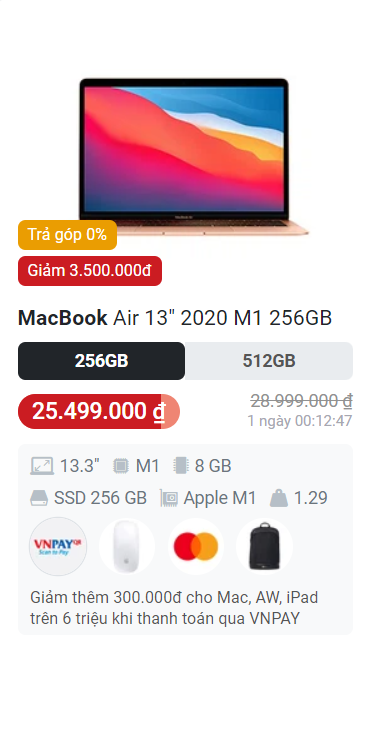 Trả góp 0%
Giảm 3.500.000đ
MacBook Air 13" 2020 M1 256GB
256GB 512GB
25.499.000 ₫ 28.999.000 ₫
1 ngày 00:12:47
13.3" M1 8 GB
SSD 256 GB Apple M1 1.29
VNPAYQR
Scan to Pay
Giảm thêm 300.000đ cho Mac, AW, iPad
trên 6 triệu khi thanh toán qua VNPAY